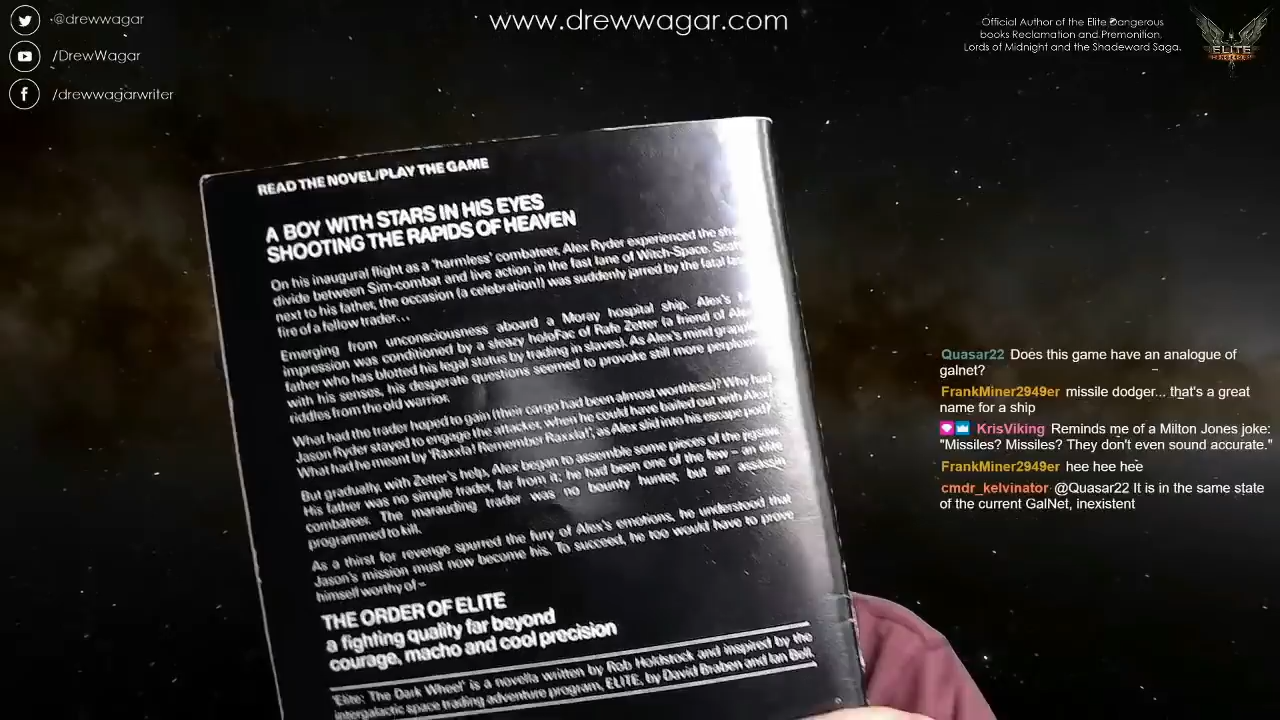 @drewwagar
/DrewWagar
/drewwagarwriter
www.drewwagar.com
Official Author of the Elite Dangerous
books Reclamation and Premonition.
Lords of Midnight and the Shadeward Saga.
ELITE
DANGEROUS
READ THE NOVEL/PLAY THE GAME
A BOY WITH STARS IN HIS EYES
SHOOTING THE RAPIDS OF HEAVEN
On his inaugural flight as a 'harmless' combateer, Alex Ryder experienced the
divide between Sim-combat and live action in the fast lane of Witch-Space.
next to his father, the occasion (a celebration!) was suddenly jarred by the fatal
fire of a fellow trader...
Emerging from unconsciousness aboard a Moray hospital ship, Alex's
impression was conditioned by a sleazy holoFac of Rafe Zetter (a friend of
father who has blotted his legal status by trading in slaves). As Alex's mind
with his senses, his desperate questions seemed to provoke still more
riddles from the old warrior.
What had the trader hoped to gain (their cargo had been almost worthless)? Why had
Jason Ryder stayed to engage the attacker, when he could have bailed out with Alex?
What had he meant by 'Raxxla! Remember Raxxla!', as Alex slid into his escape pod?
But gradually, with Zetter's help, Alex began to assemble some pieces of the jigsaw.
His father was no simple trader, far from it; he had been one of the few – an elite
combateer. The marauding trader was no bounty hunter, but an assassin
programmed to kill.
As a thirst for revenge spurred the fury of Alex's emotions, he understood that
Jason's mission must now become his. To succeed, he too would have to prove
himself worthy of –
THE ORDER OF ELITE
a fighting quality far beyond
courage, macho and cool precision
'Elite: The Dark Wheel' is a novella written by Rob Holdstock and inspired by the
intergalactic space trading adventure program, ELITE, by David Braben and Ian Bell.
Quasar22 Does this game have an analogue of
galnet?
FrankMiner2949er missile dodger... that's a great
name for a ship
KrisViking Reminds me of a Milton Jones joke:
"Missiles? Missiles? They don't even sound accurate."
FrankMiner2949er hee hee hee
cmdr_kelvinator @Quasar22 It is in the same state
of the current GalNet, inexistent